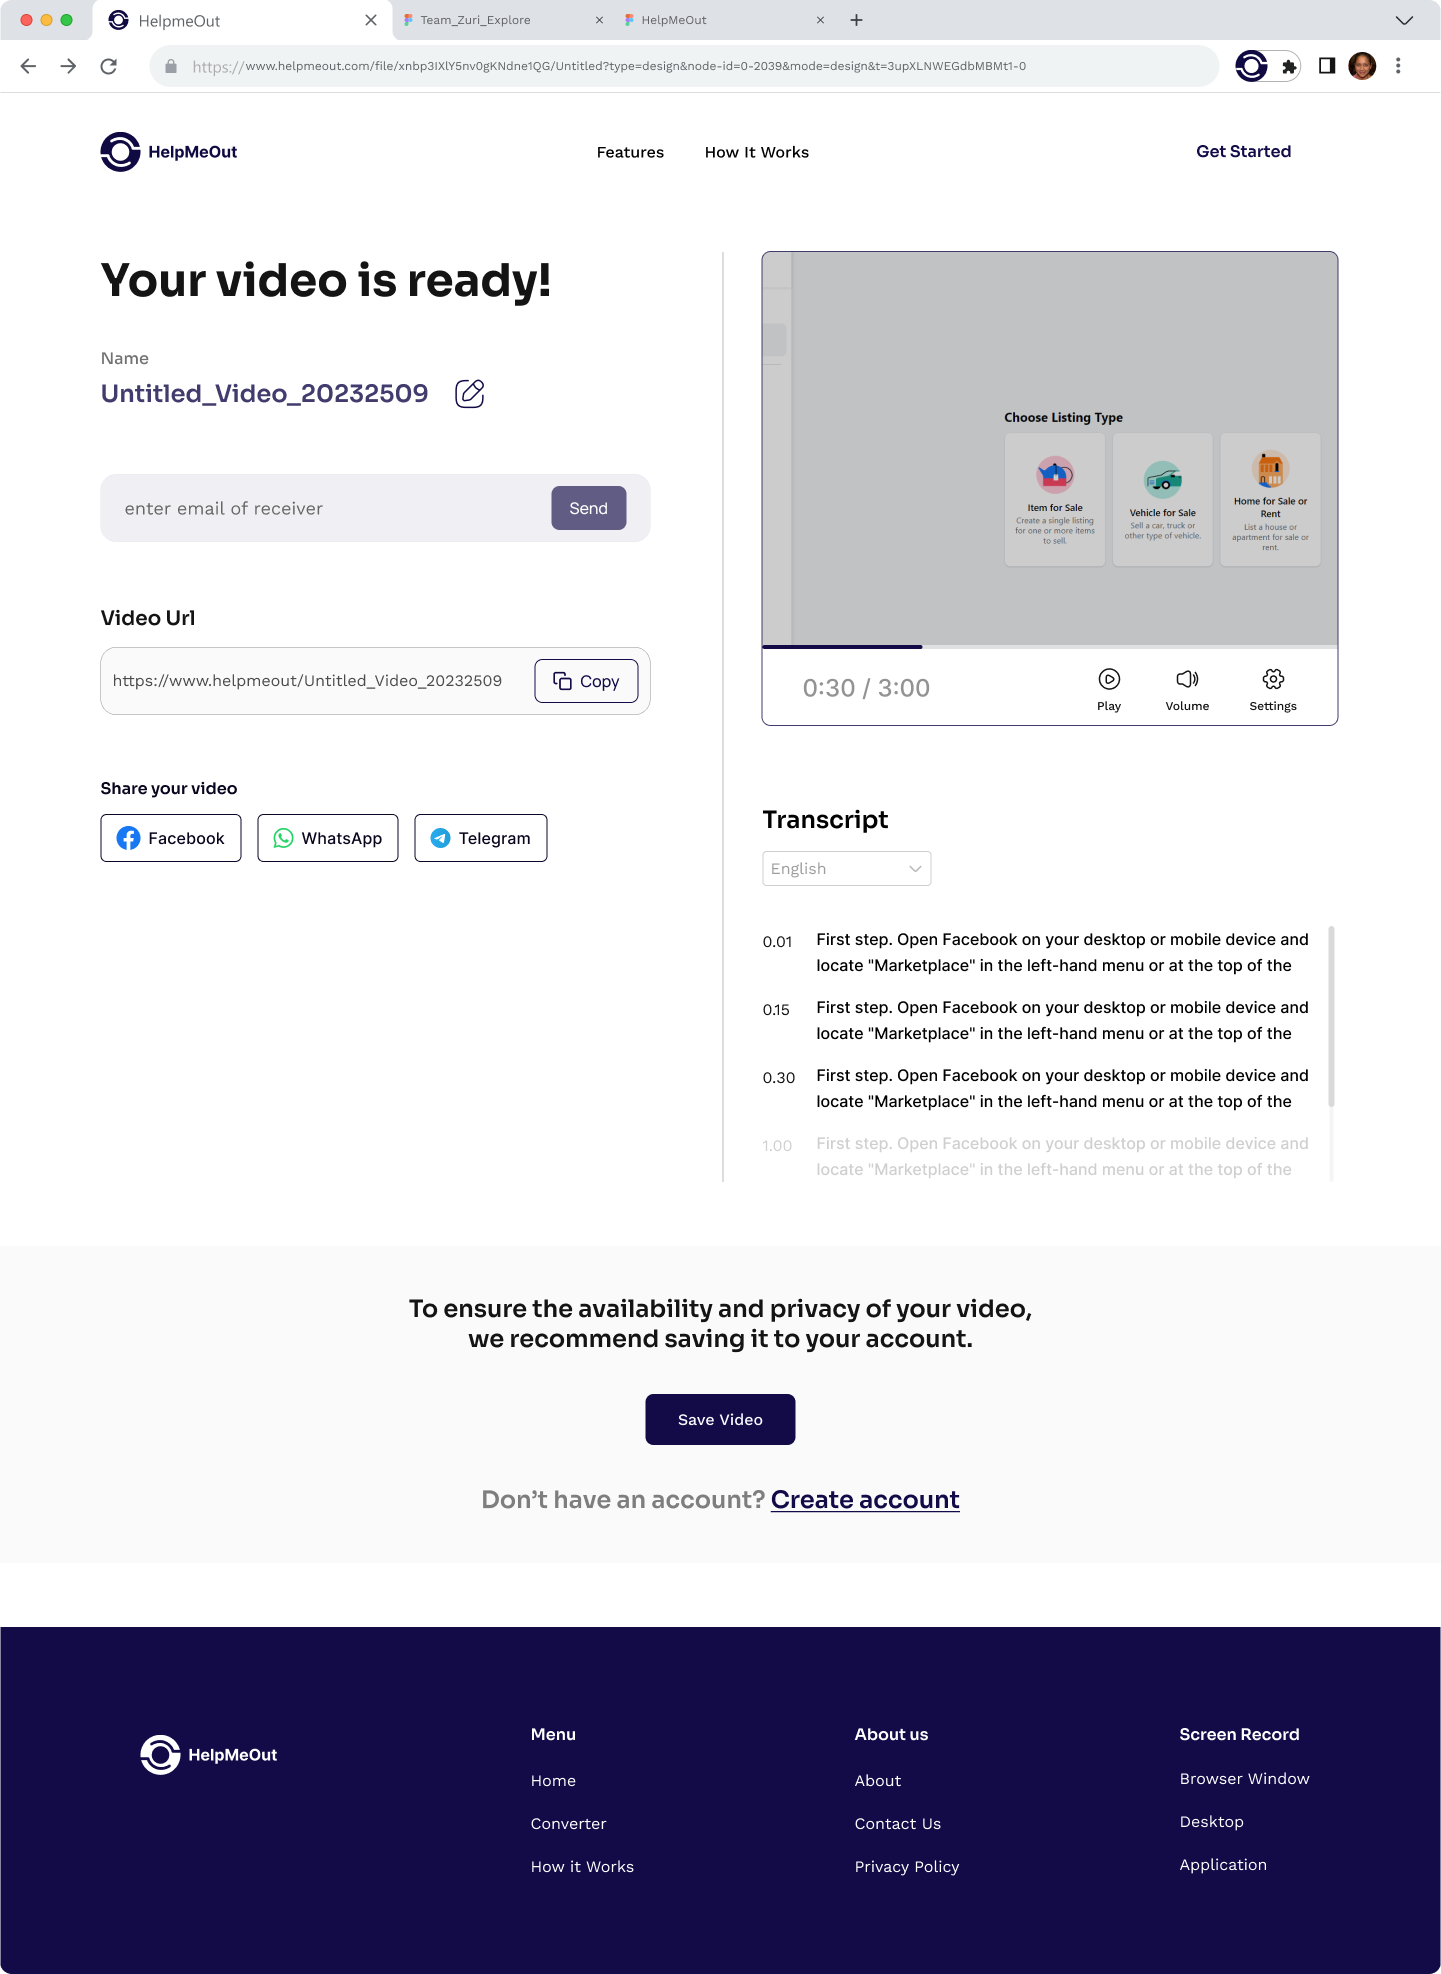 HelpmeOut
Team_Zuri_Explore
HelpMeOut
https://www.helpmeout.com/file/xnbp3IXlY5nv0gKNdne1QG/Untitled?type=design&node-id=0-2039&mode=design&t=3upXLNWEGdbMBMt1-0
HelpMeOut
Features
How It Works
Get Started
Your video is ready!
Name
Untitled_Video_20232509
enter email of receiver
Send
Video Url
https://www.helpmeout/Untitled_Video_20232509
Copy
Share your video
Facebook
WhatsApp
Telegram
Choose Listing Type
Item for Sale
Create a single listing
for one or more items
to sell.
Vehicle for Sale
Sell a car, truck or
other type of vehicle.
Home for Sale or
Rent
List a house or
apartment for sale or
rent.
0:30 / 3:00
Play
Volume
Settings
Transcript
English
0.01
First step. Open Facebook on your desktop or mobile device and
locate "Marketplace" in the left-hand menu or at the top of the
0.15
First step. Open Facebook on your desktop or mobile device and
locate "Marketplace" in the left-hand menu or at the top of the
0.30
First step. Open Facebook on your desktop or mobile device and
locate "Marketplace" in the left-hand menu or at the top of the
1.00
First step. Open Facebook on your desktop or mobile device and
locate "Marketplace" in the left-hand menu or at the top of the
To ensure the availability and privacy of your video,
we recommend saving it to your account.
Save Video
Don’t have an account? Create account
HelpMeOut
Menu
Home
Converter
How it Works
About us
About
Contact Us
Privacy Policy
Screen Record
Browser Window
Desktop
Application